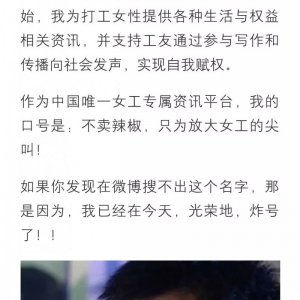 始，我为打工女性提供各种生活与权益
相关资讯，并支持工友通过参与写作和
传播向社会发声，实现自我赋权。
作为中国唯一女工专属资讯平台，我的
口号是：不卖辣椒，只为放大女工的尖
叫！
如果你发现在微博搜不出这个名字，那
是因为，我已经在今天，光荣地，炸号
了！！